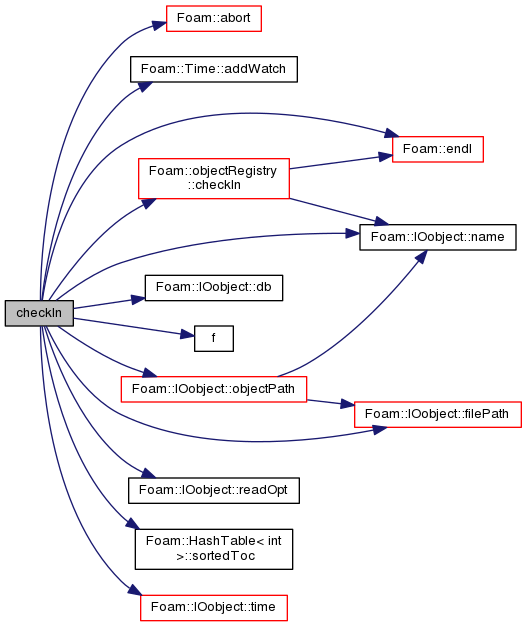 Foam::abort
Foam::Time::addWatch
Foam::endl
Foam::objectRegistry
::checkIn
Foam::IOobject::name
Foam::IOobject::db
checkIn
f
Foam::IOobject::objectPath
Foam::IOobject::filePath
Foam::IOobject::readOpt
Foam::HashTable< int
>::sortedToc
Foam::IOobject::time